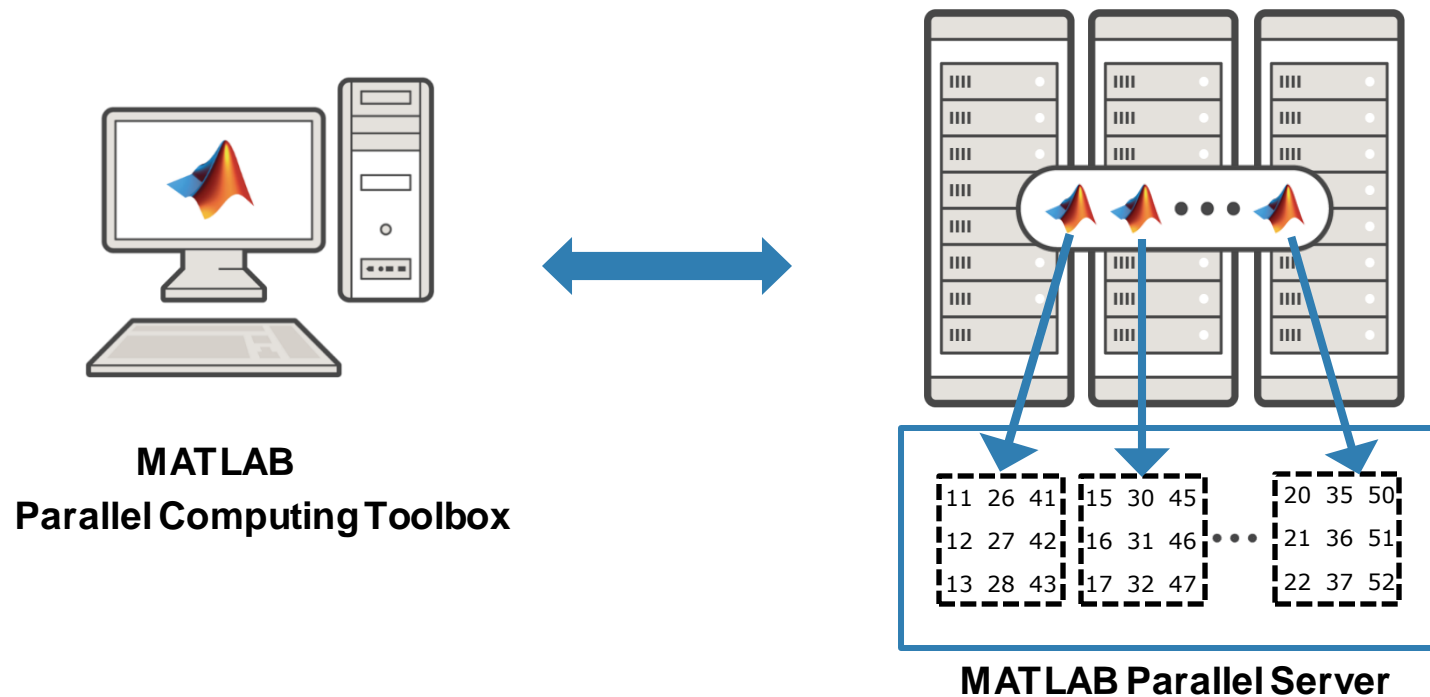 MATLAB
Parallel Computing Toolbox
11 26 41 15 30 45 20 35 50
12 27 42 16 31 46 ••• 21 36 51
13 28 43 17 32 47 22 37 52
MATLAB Parallel Server